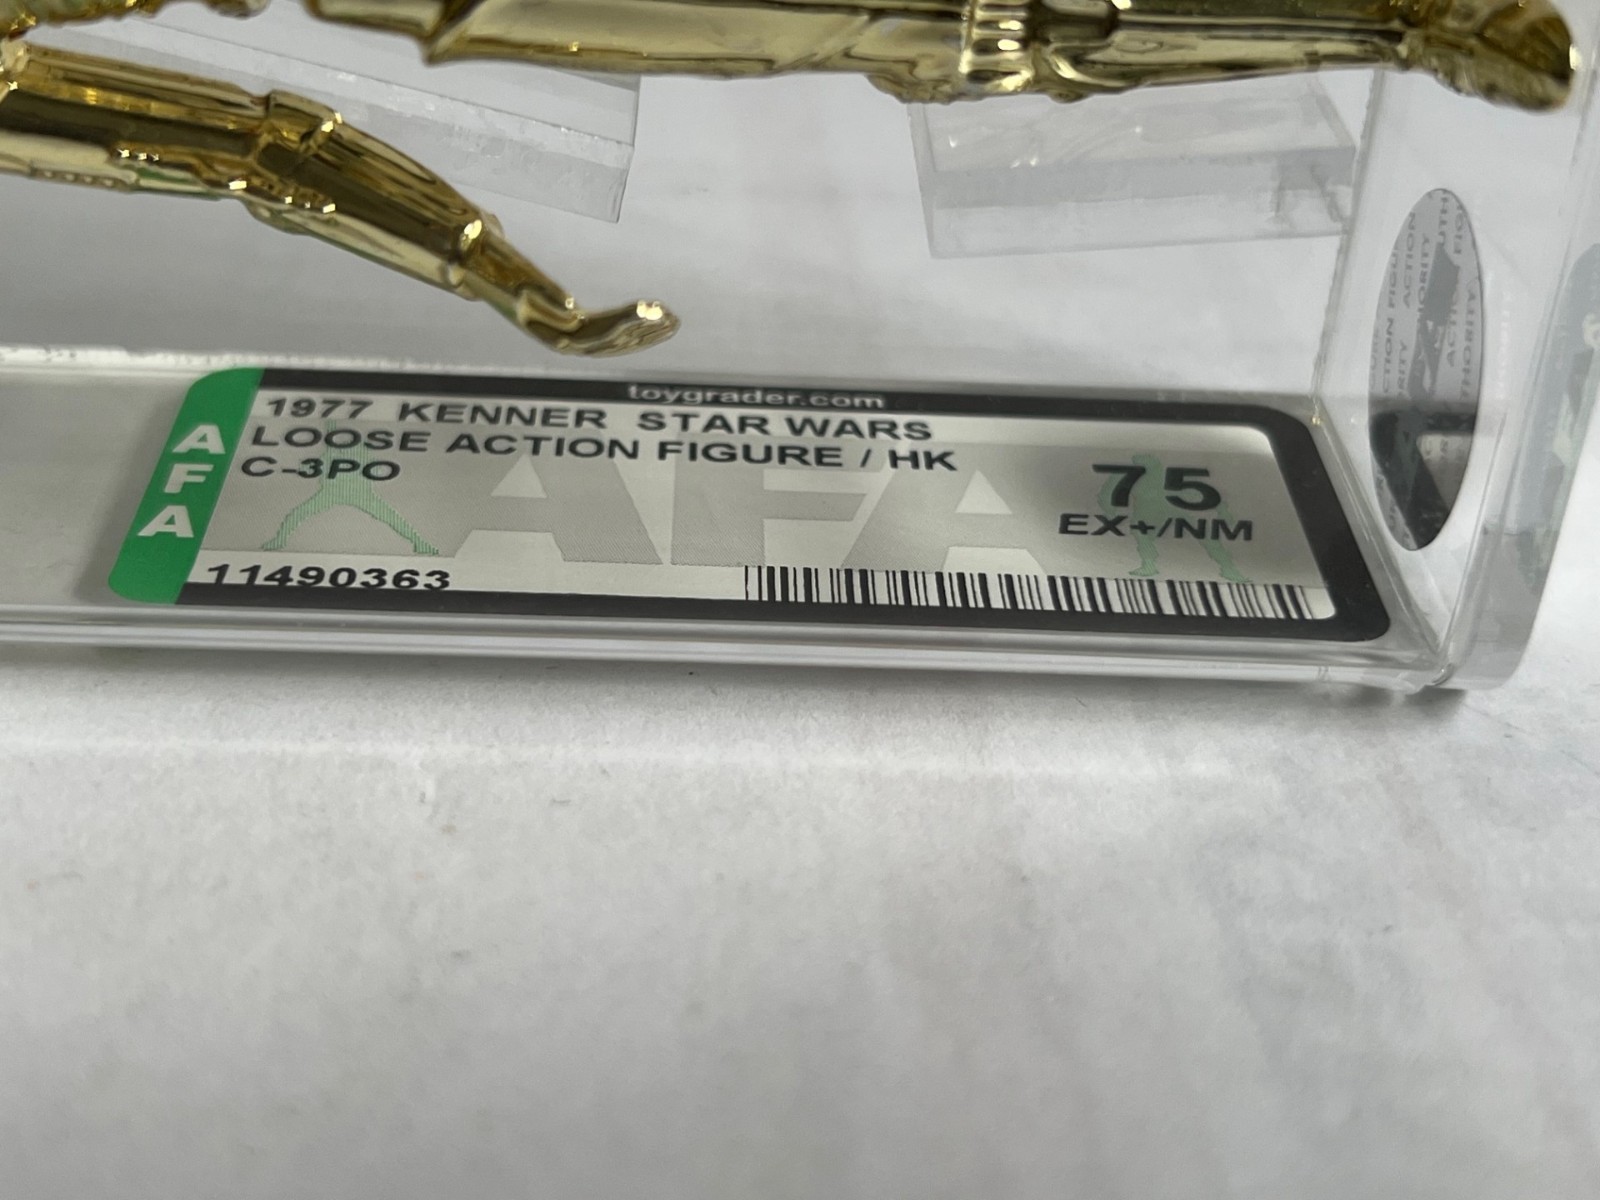 toygrader.com
AFA
1977 KENNER STAR WARS
LOOSE ACTION FIGURE / HK
C-3PO
AFA
75
EX+/NM
11490363